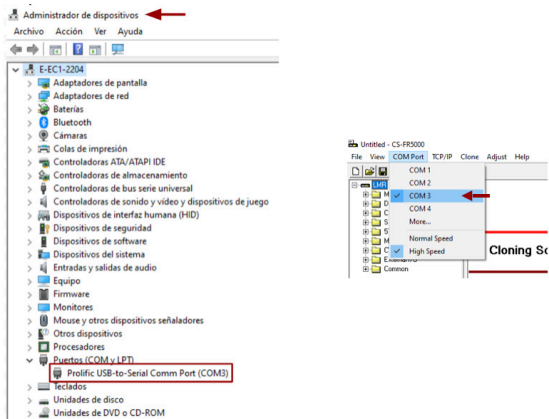 Administrador de dispositivos
Archivo Acción Ver Ayuda
E-EC1-2204
Adaptadores de pantalla
Adaptadores de red
Baterías
Bluetooth
Cámaras
Colas de impresión
Controladoras ATA/ATAPI IDE
Controladoras de almacenamiento
Controladoras de bus serie universal
Controladoras de sonido y vídeo y dispositivos de juego
Dispositivos de interfaz humana (HID)
Dispositivos de seguridad
Dispositivos de software
Dispositivos del sistema
Entradas y salidas de audio
Equipo
Firmware
Monitores
Mouse y otros dispositivos señaladores
Otros dispositivos
Procesadores
Puertos (COM y LPT)
Prolific USB-to-Serial Comm Port (COM3)
Teclados
Unidades de disco
Unidades de DVD o CD-ROM
Untitled - CS-FR5000
File View COM Port TCP/IP Clone Adjust Help
COM 1
COM 2
LMR
COM 3
COM 4
More...
Normal Speed
High Speed
Common
Cloning So